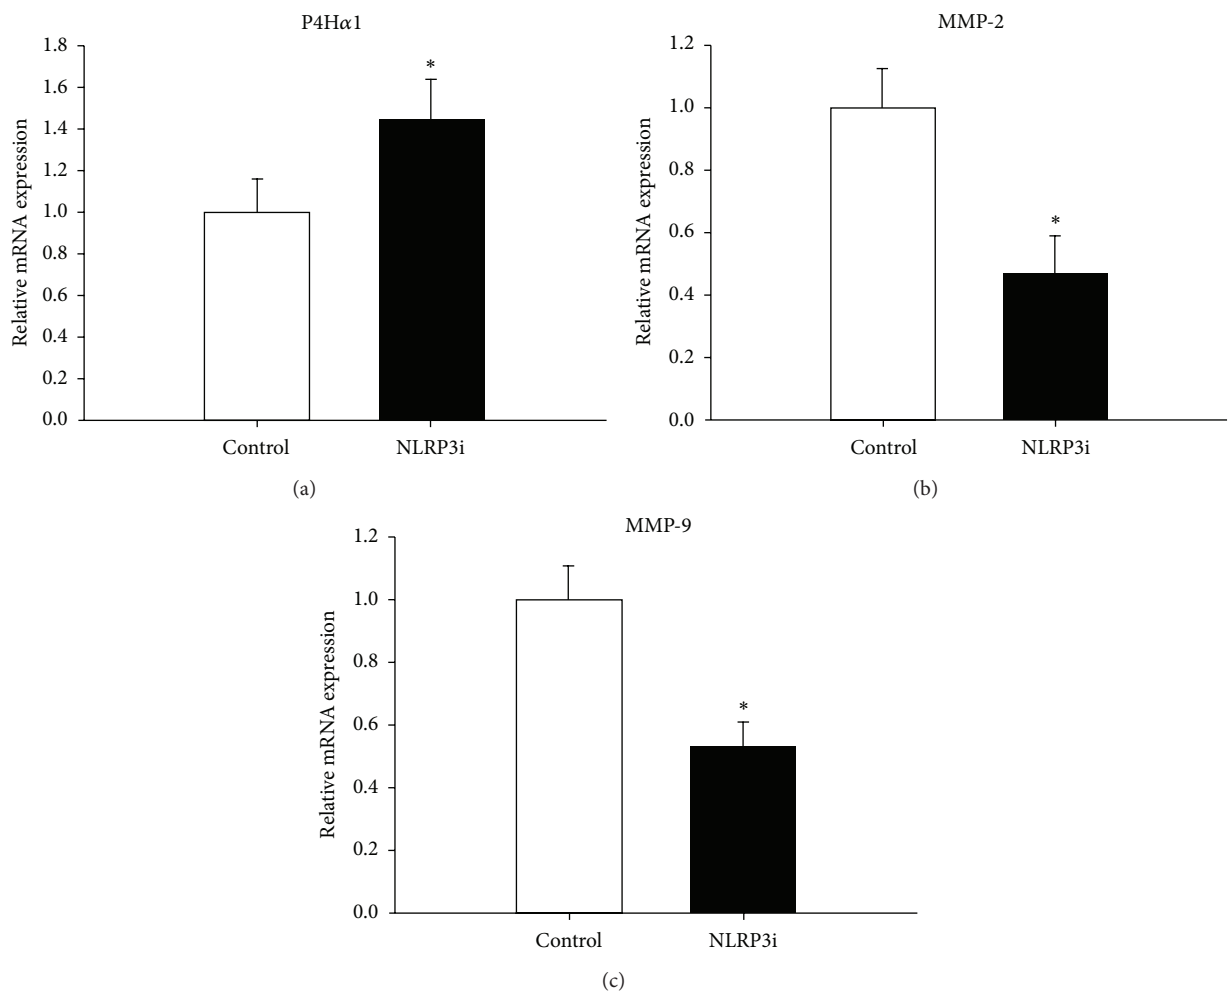 P4Hα1
Relative mRNA expression
1.8
1.6
1.4
1.2
1.0
0.8
0.6
0.4
0.2
0.0
*
Control
NLRP3i
(a)
MMP-2
Relative mRNA expression
1.2
1.0
0.8
0.6
0.4
0.2
0.0
*
Control
NLRP3i
(b)
MMP-9
Relative mRNA expression
1.2
1.0
0.8
0.6
0.4
0.2
0.0
*
Control
NLRP3i
(c)